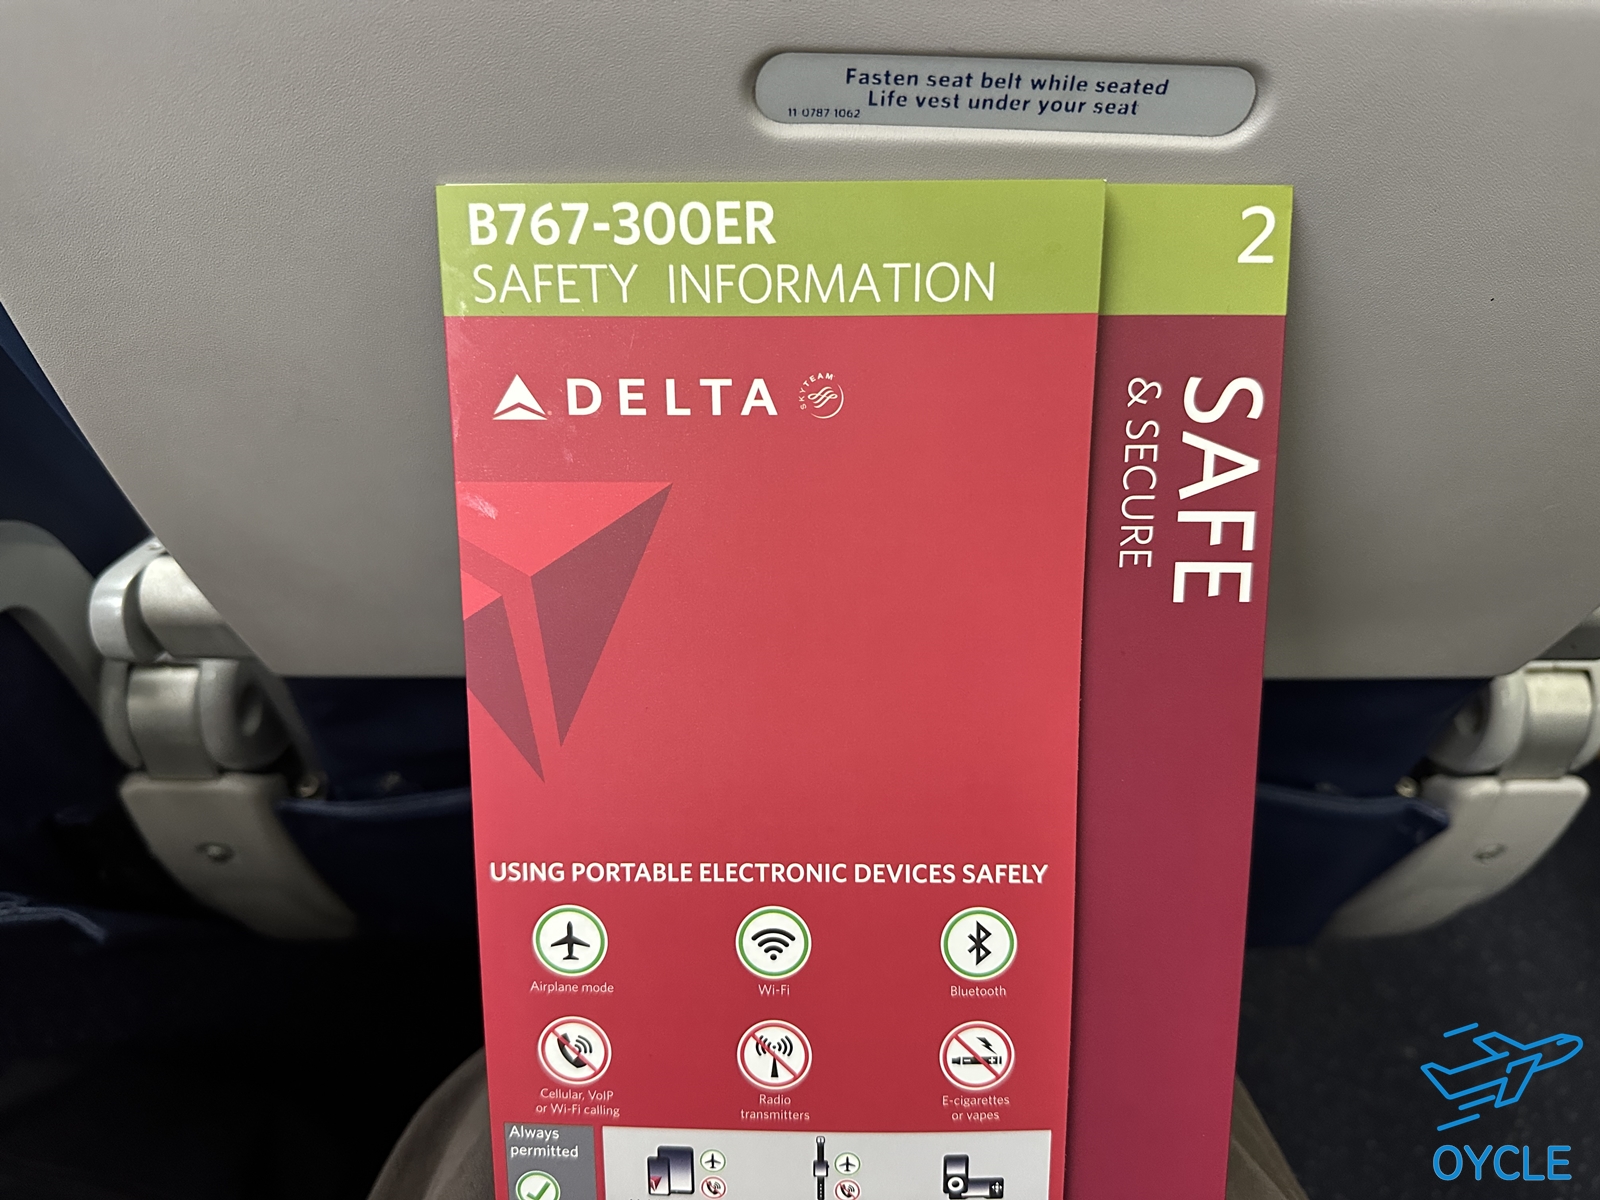 Fasten seat belt while seated
Life vest under your seat
11 0787 1062
B767-300ER
SAFETY INFORMATION
2
DELTA
SKYTEAM
SAFE
& SECURE
USING PORTABLE ELECTRONIC DEVICES SAFELY
Airplane mode
Wi-Fi
Bluetooth
Cellular, VoIP
or Wi-Fi calling
Radio
transmitters
E-cigarettes
or vapes
Always
permitted
OYCLE